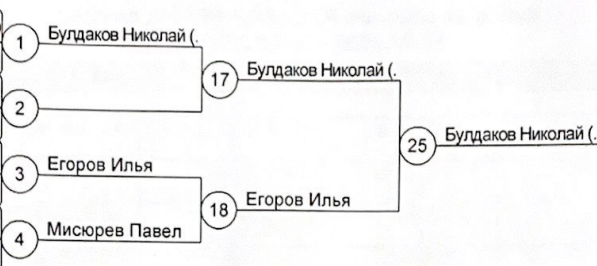 1 Булдаков Николай (.
17 Булдаков Николай (.
2
25 Булдаков Николай (.
3 Егоров Илья
18 Егоров Илья
4 Мисюрев Павел